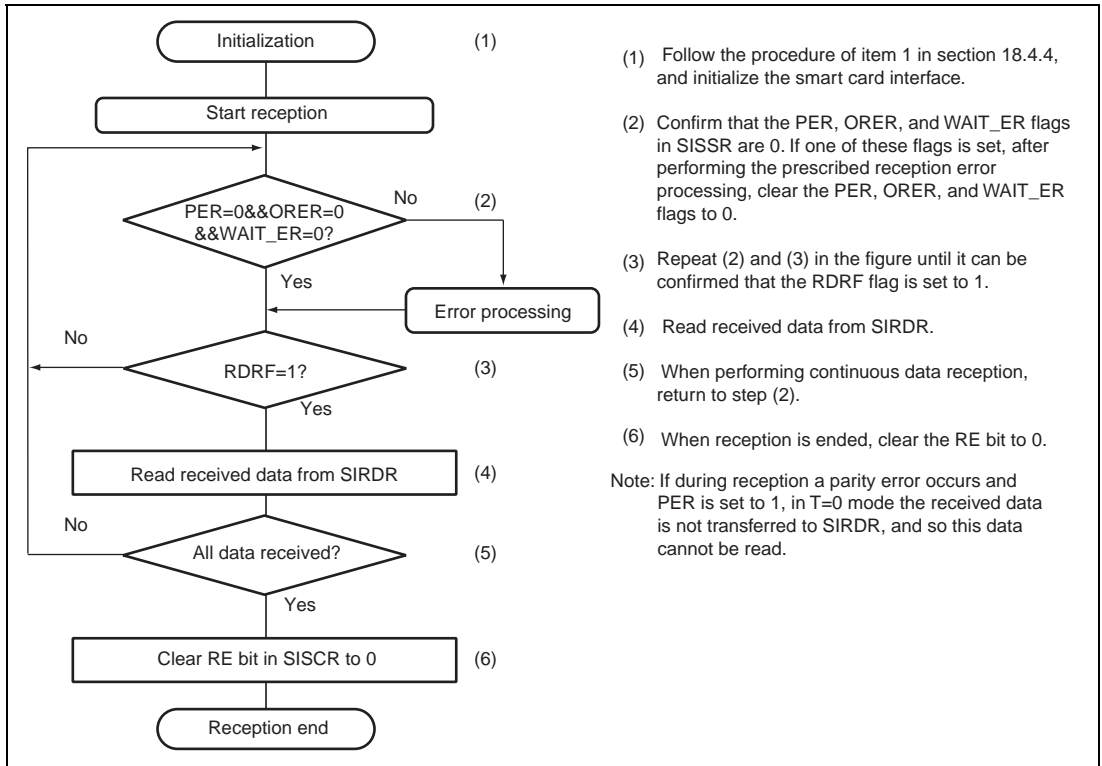 Initialization
(1)
Start reception
No
(2)
PER=0&&ORER=0
&&WAIT_ER=0?
Yes
Error processing
No
RDRF=1?
(3)
Yes
Read received data from SIRDR
(4)
No
All data received?
(5)
Yes
Clear RE bit in SISCR to 0
(6)
Reception end
(1) Follow the procedure of item 1 in section 18.4.4,
and initialize the smart card interface.
(2) Confirm that the PER, ORER, and WAIT_ER flags
in SISSR are 0. If one of these flags is set, after
performing the prescribed reception error
processing, clear the PER, ORER, and WAIT_ER
flags to 0.
(3) Repeat (2) and (3) in the figure until it can be
confirmed that the RDRF flag is set to 1.
(4) Read received data from SIRDR.
(5) When performing continuous data reception,
return to step (2).
(6) When reception is ended, clear the RE bit to 0.
Note: If during reception a parity error occurs and
PER is set to 1, in T=0 mode the received data
is not transferred to SIRDR, and so this data
cannot be read.